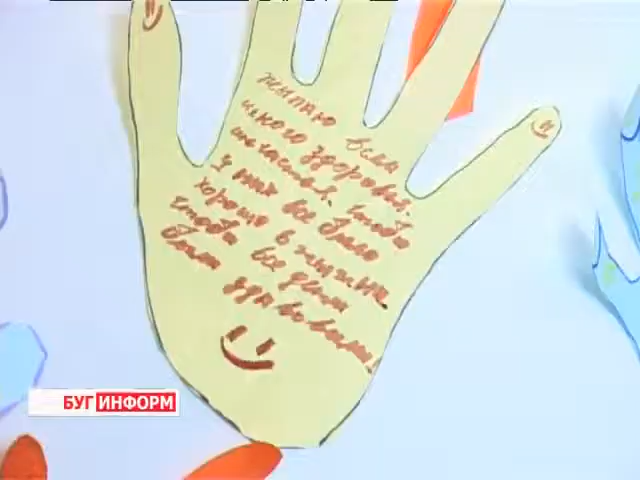 желаю всем
много здоровья.
счастья. Чтобы
у них все было
хорошо в жизни
Чтобы все дети
были здоровыми!
БУГ ИНФОРМ